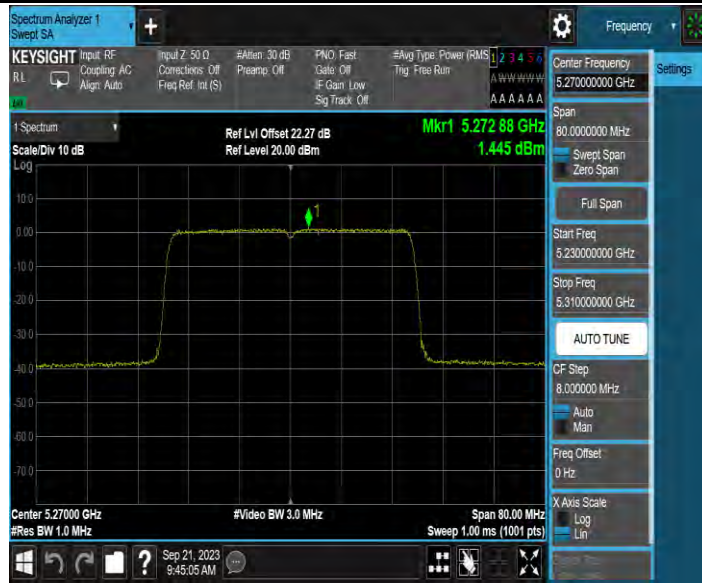 Spectrum Analyzer 1
Swept SA
+
Frequency
KEYSIGHT
RL
Input: RF
Coupling: AC
Align: Auto
Input Z: 50 Ω
Corrections: Off
Freq Ref: Int (S)
#Atten: 30 dB
Preamp: Off
PNO: Fast
Gate: Off
IF Gain: Low
Sig Track: Off
#Avg Type: Power (RMS
Trig: Free Run
1 2 3 4 5 6
A W W W W W
A A A A A A
1 Spectrum
Scale/Div 10 dB
Log
Ref Lvl Offset 22.27 dB
Ref Level 20.00 dBm
Mkr1 5.272 88 GHz
1.445 dBm
10.0
0.00
-10.0
-20.0
-30.0
-40.0
-50.0
-60.0
-70.0
1
Center 5.27000 GHz
#Res BW 1.0 MHz
#Video BW 3.0 MHz
Span 80.00 MHz
Sweep 1.00 ms (1001 pts)
Center Frequency
5.270000000 GHz
Settings
Span
80.0000000 MHz
Swept Span
Zero Span
Full Span
Start Freq
5.230000000 GHz
Stop Freq
5.310000000 GHz
AUTO TUNE
CF Step
8.000000 MHz
Auto
Man
Freq Offset
0 Hz
X Axis Scale
Log
Lin
?
Sep 21, 2023
9:45:05 AM